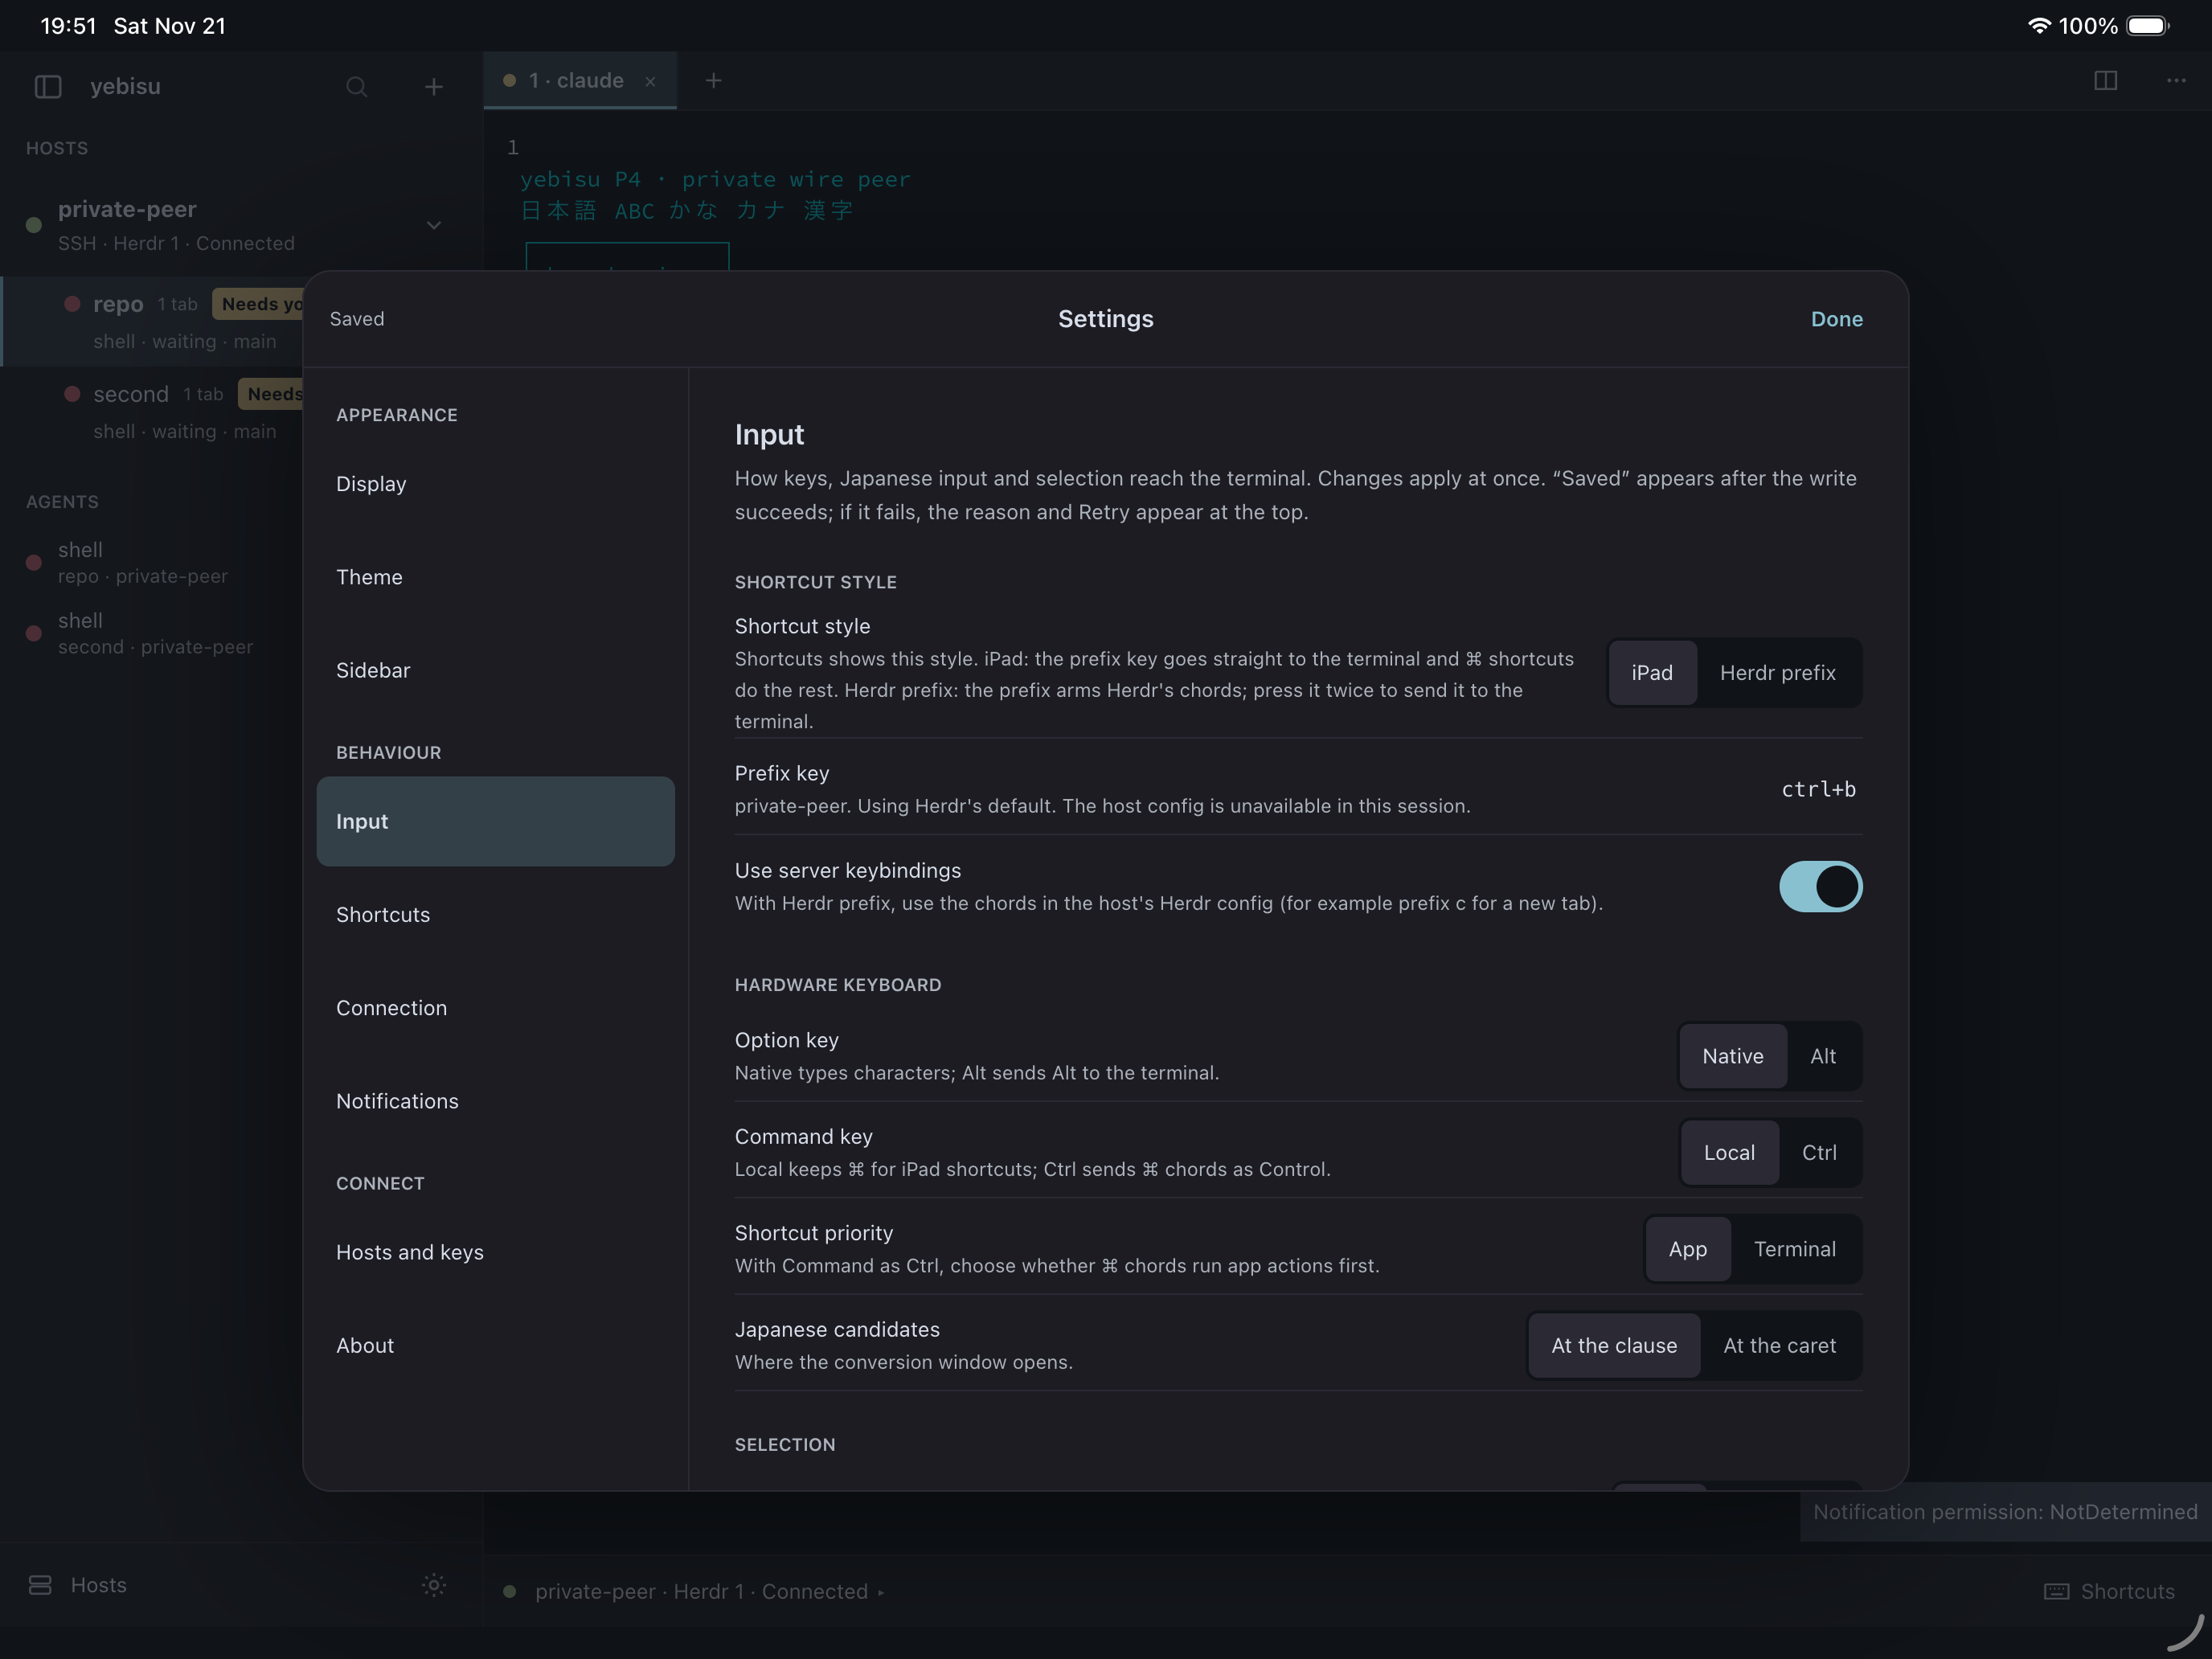 19:51 Sat Nov 21
100%
yebisu
1 · claude
HOSTS
private-peer
SSH · Herdr 1 · Connected
repo 1 tab Needs yo
shell · waiting · main
second 1 tab Needs
shell · waiting · main
AGENTS
shell
repo · private-peer
shell
second · private-peer
Hosts
1
yebisu P4 · private wire peer
日本語 ABC かな カナ 漢字
Saved
Settings
Done
APPEARANCE
Display
Theme
Sidebar
BEHAVIOUR
Input
Shortcuts
Connection
Notifications
CONNECT
Hosts and keys
About
Input
How keys, Japanese input and selection reach the terminal. Changes apply at once. “Saved” appears after the write
succeeds; if it fails, the reason and Retry appear at the top.
SHORTCUT STYLE
Shortcut style
Shortcuts shows this style. iPad: the prefix key goes straight to the terminal and ⌘ shortcuts
do the rest. Herdr prefix: the prefix arms Herdr's chords; press it twice to send it to the
terminal.
iPad Herdr prefix
Prefix key
private-peer. Using Herdr's default. The host config is unavailable in this session.
ctrl+b
Use server keybindings
With Herdr prefix, use the chords in the host's Herdr config (for example prefix c for a new tab).
HARDWARE KEYBOARD
Option key
Native types characters; Alt sends Alt to the terminal.
Native Alt
Command key
Local keeps ⌘ for iPad shortcuts; Ctrl sends ⌘ chords as Control.
Local Ctrl
Shortcut priority
With Command as Ctrl, choose whether ⌘ chords run app actions first.
App Terminal
Japanese candidates
Where the conversion window opens.
At the clause At the caret
SELECTION
Notification permission: NotDetermined
private-peer · Herdr 1 · Connected ▸
Shortcuts